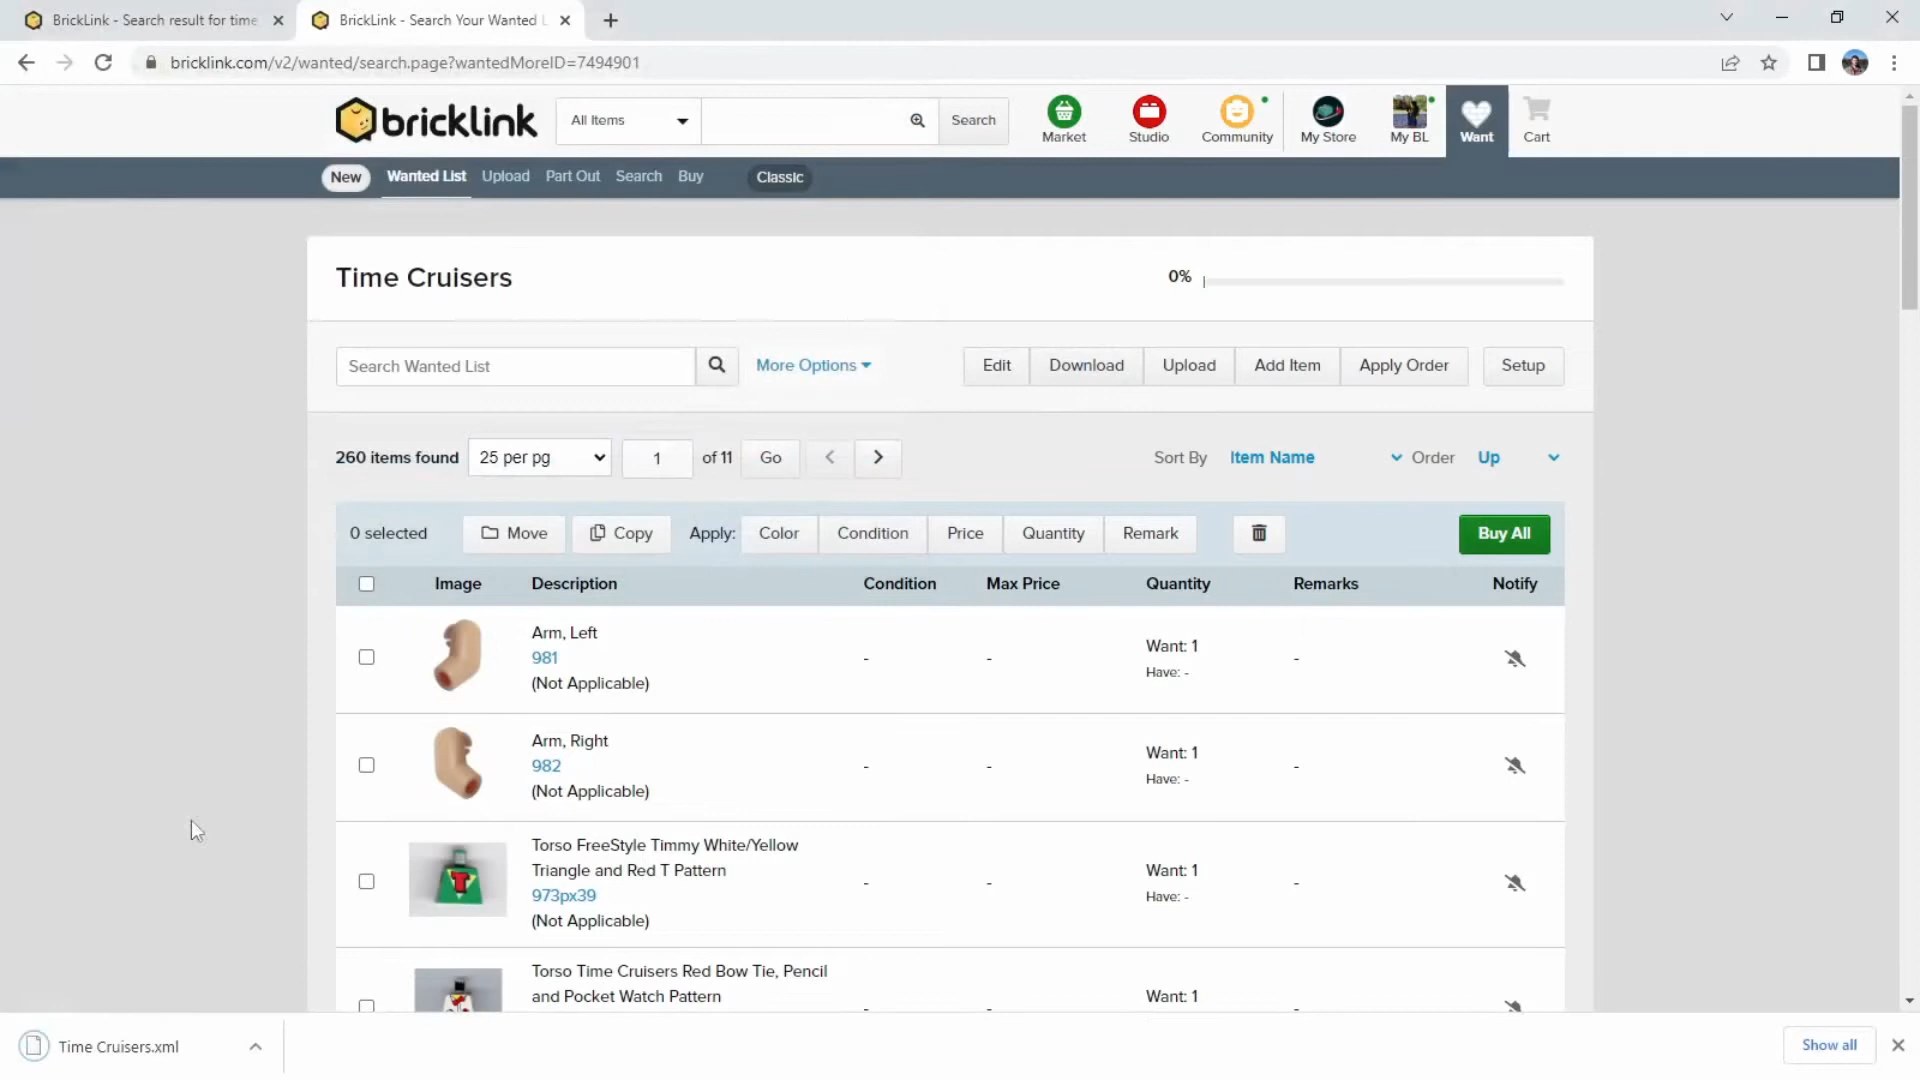 BrickLink - Search result for time
BrickLink - Search Your Wanted L
bricklink.com/v2/wanted/search.page?wantedMoreID=7494901
bricklink
All Items
Search
Market
Studio
Community
My Store
My BL
Want
Cart
New
Wanted List
Upload
Part Out
Search
Buy
Classic
Time Cruisers
0%
Search Wanted List
More Options
Edit
Download
Upload
Add Item
Apply Order
Setup
260 items found
25 per pg
1
of 11
Go
Sort By
Item Name
Order
Up
0 selected
Move
Copy
Apply:
Color
Condition
Price
Quantity
Remark
Buy All
Image
Description
Condition
Max Price
Quantity
Remarks
Notify
Arm, Left
981
(Not Applicable)
-
-
Want: 1
Have: -
-
Arm, Right
982
(Not Applicable)
-
-
Want: 1
Have: -
-
Torso FreeStyle Timmy White/Yellow
Triangle and Red T Pattern
973px39
(Not Applicable)
-
-
Want: 1
Have: -
-
Torso Time Cruisers Red Bow Tie, Pencil
and Pocket Watch Pattern
Want: 1
Time Cruisers.xml
Show all